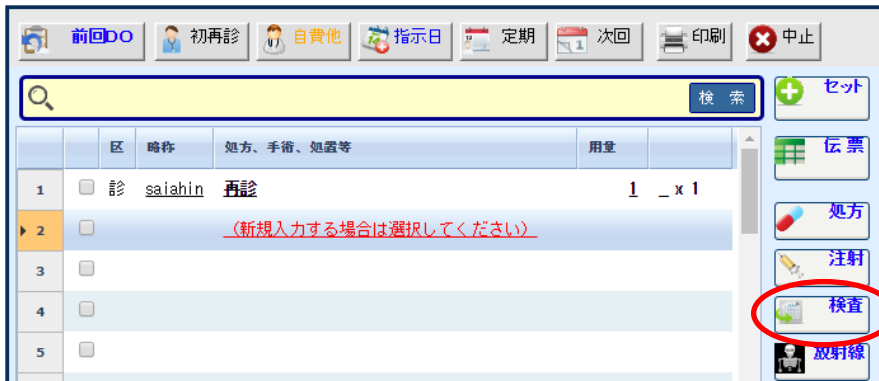 前回DO 初再診 自費他 指示日 定期 次回 印刷 中止
検 索 セット
区 略称 処方、手術、処置等 用量 伝票
1 診 saiahin 再診 1 _ x 1
処方
2 （新規入力する場合は選択してください）
3 注射
4 検査
5 放射線